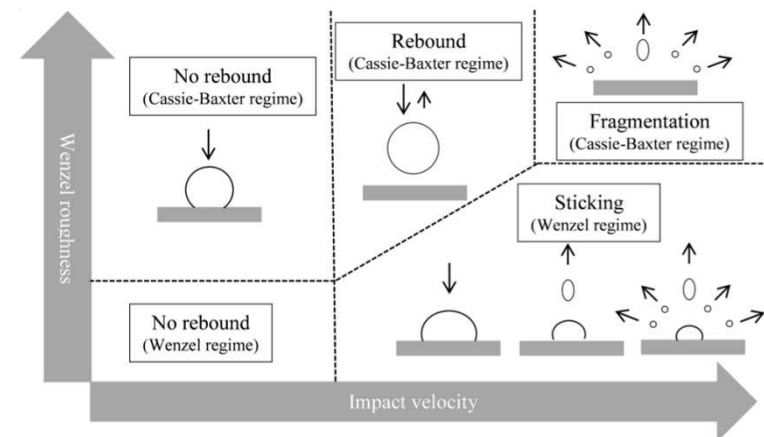 Wenzel roughness
No rebound
(Cassie-Baxter regime)
Rebound
(Cassie-Baxter regime)
Fragmentation
(Cassie-Baxter regime)
Sticking
(Wenzel regime)
No rebound
(Wenzel regime)
Impact velocity